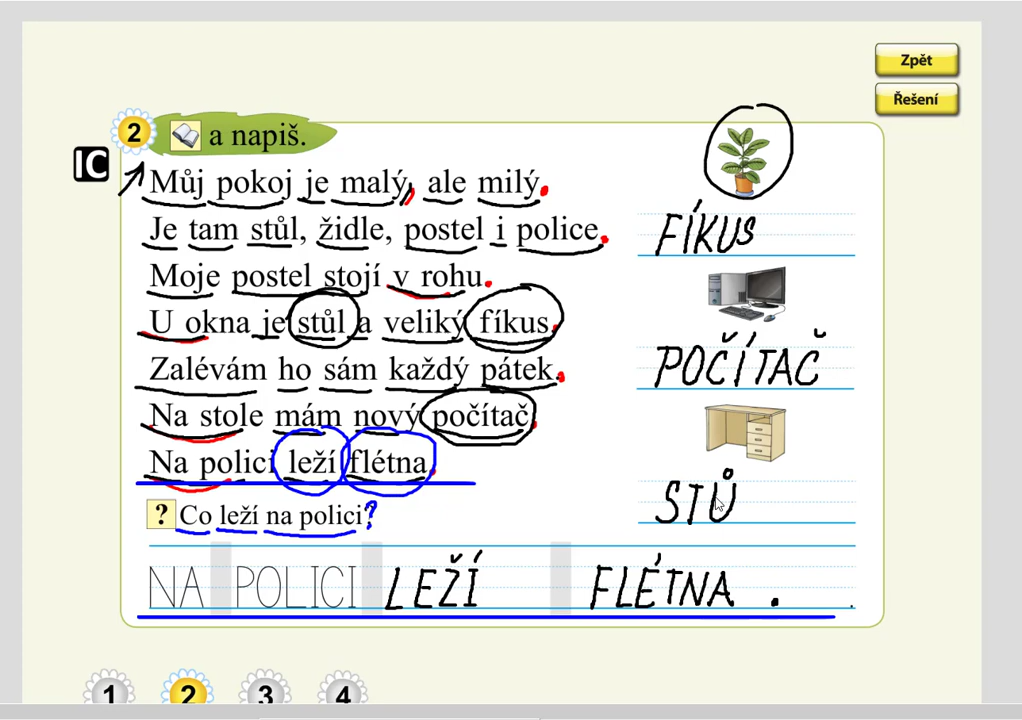 Zpět
Řešení
2 a napiš.
IC
Můj pokoj je malý, ale milý.
Je tam stůl, židle, postel i police.
Moje postel stojí v rohu.
U okna je stůl a veliký fíkus.
Zalévám ho sám každý pátek.
Na stole mám nový počítač.
Na polici leží flétna.
? Co leží na polici?
FÍKUS
POČÍTAČ
STŮ
NA POLICI LEŽÍ FLÉTNA . .
1 2 3 4